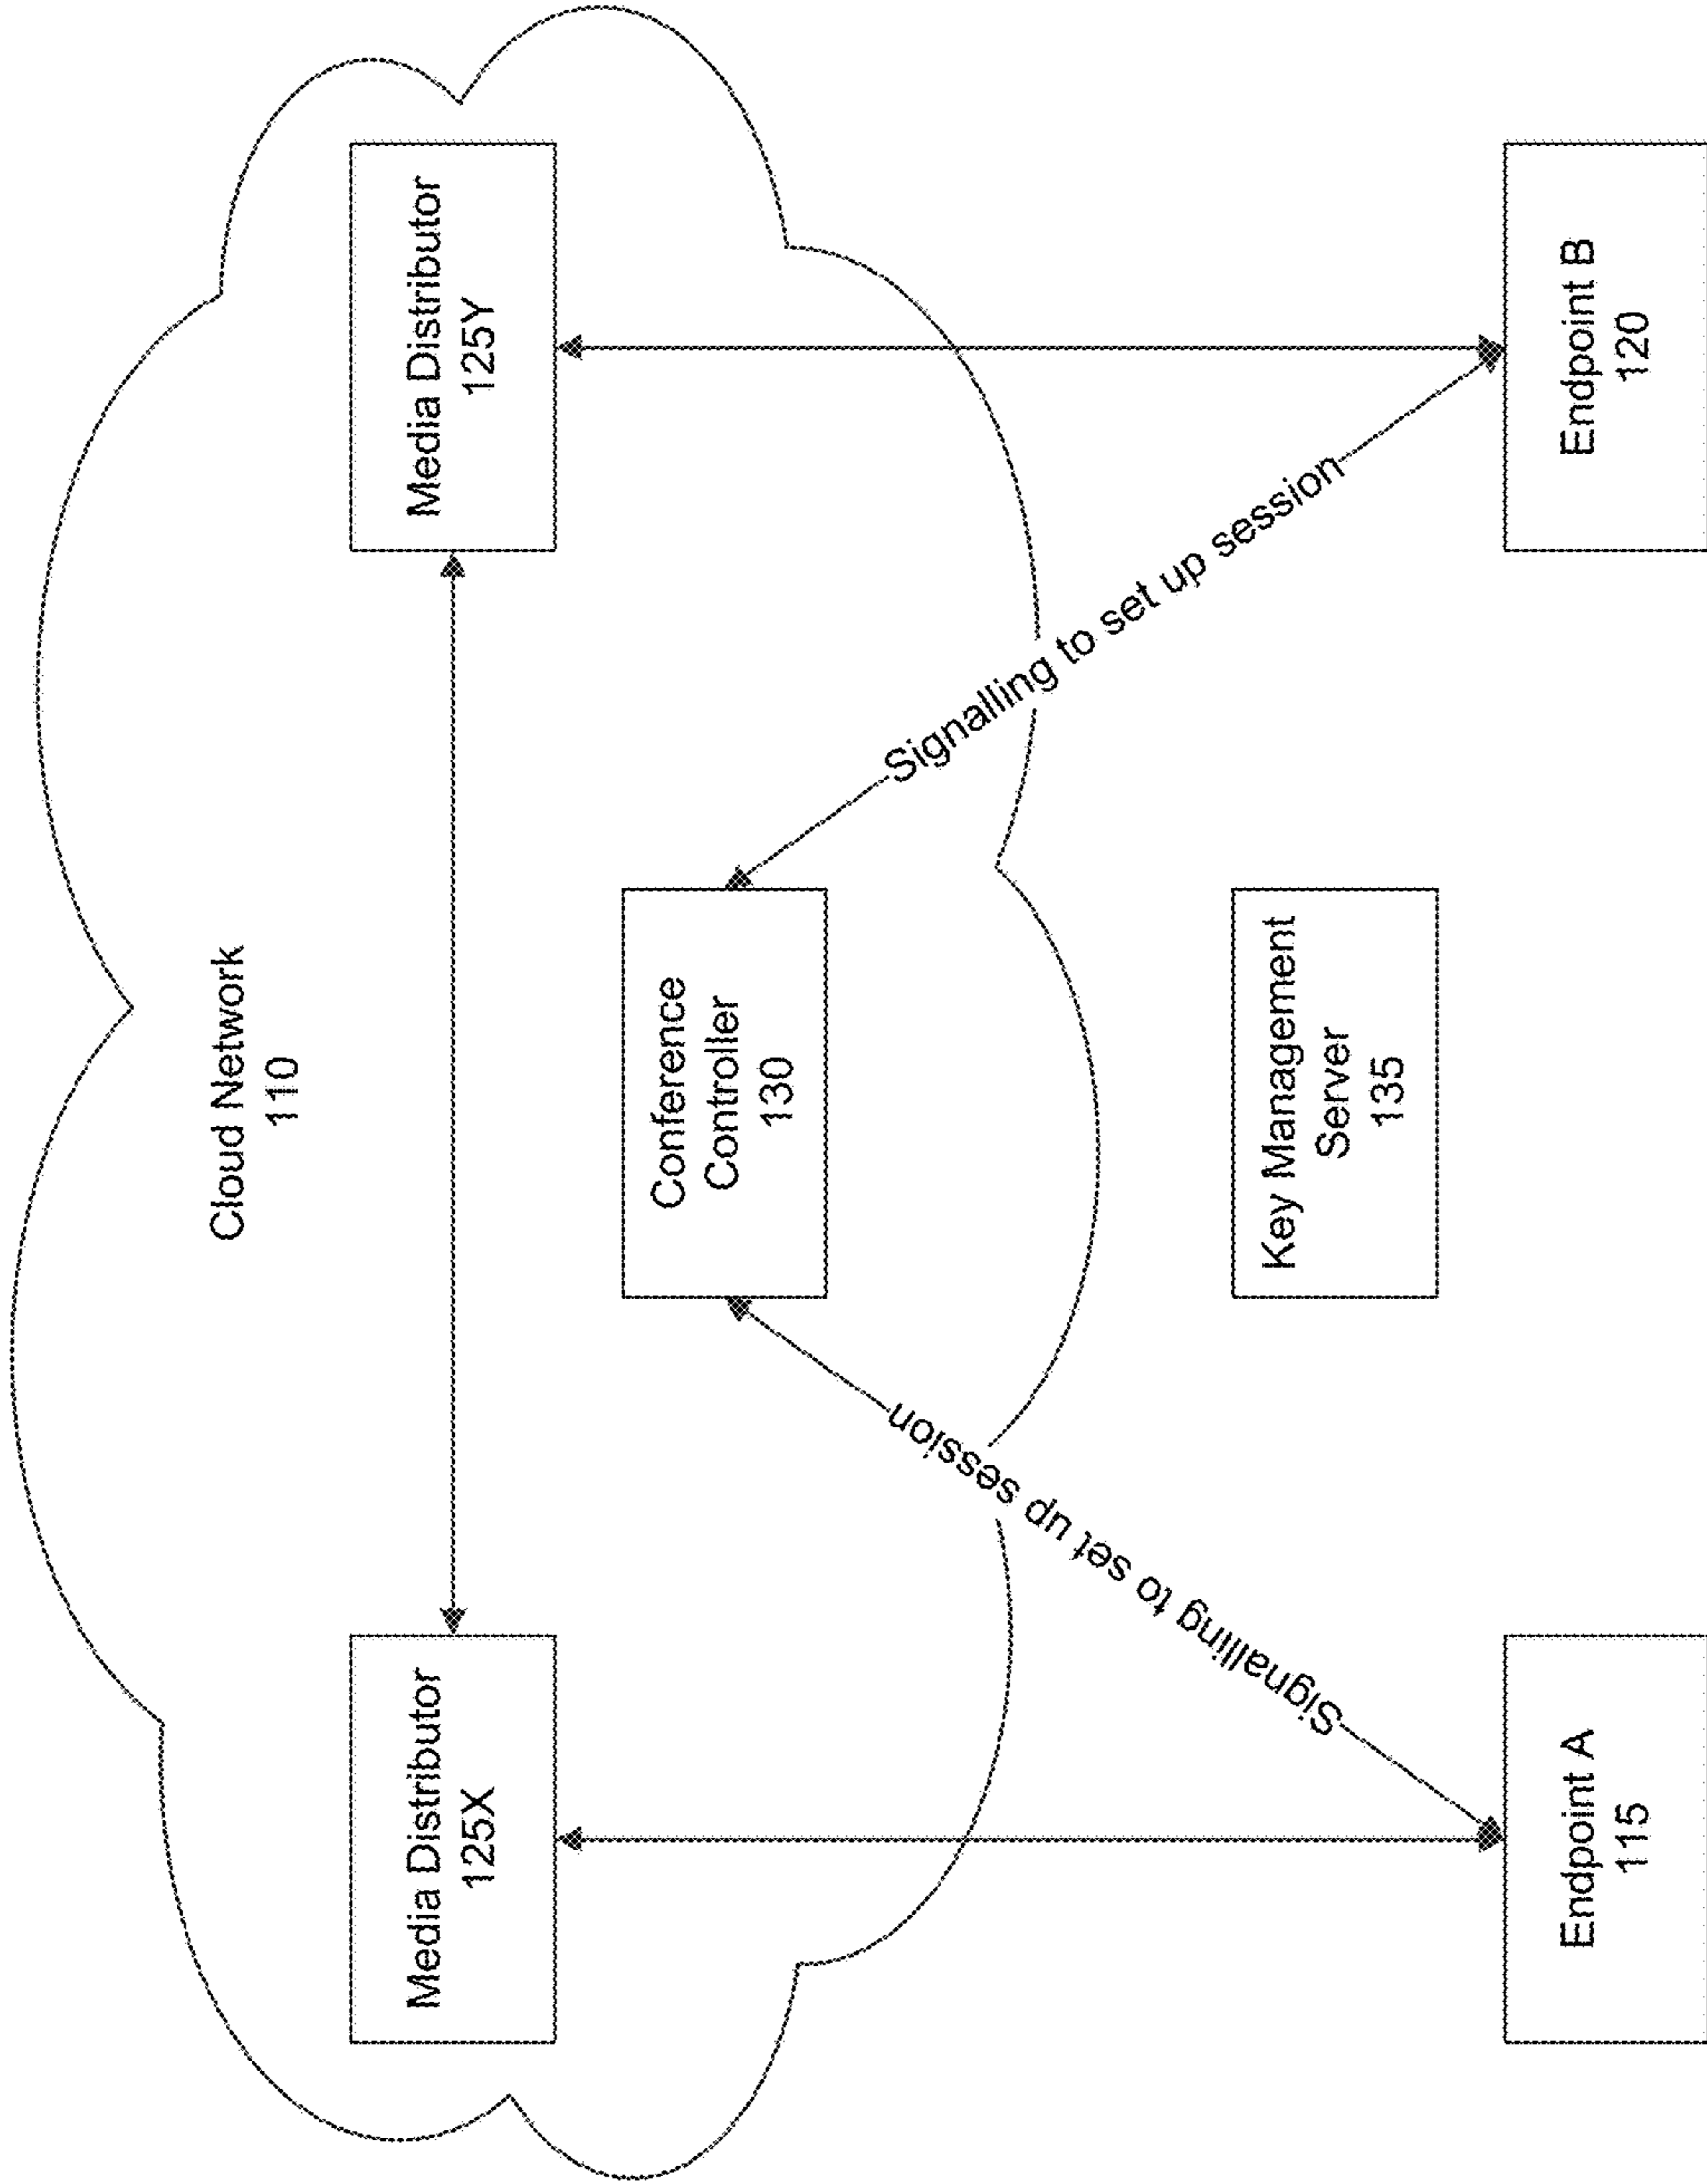 Cloud Network
110
Media Distributor
125X
Media Distributor
125Y
Conference
Controller
130
Signalling to set up session
Signalling to set up session
Key Management
Server
135
Endpoint A
115
Endpoint B
120